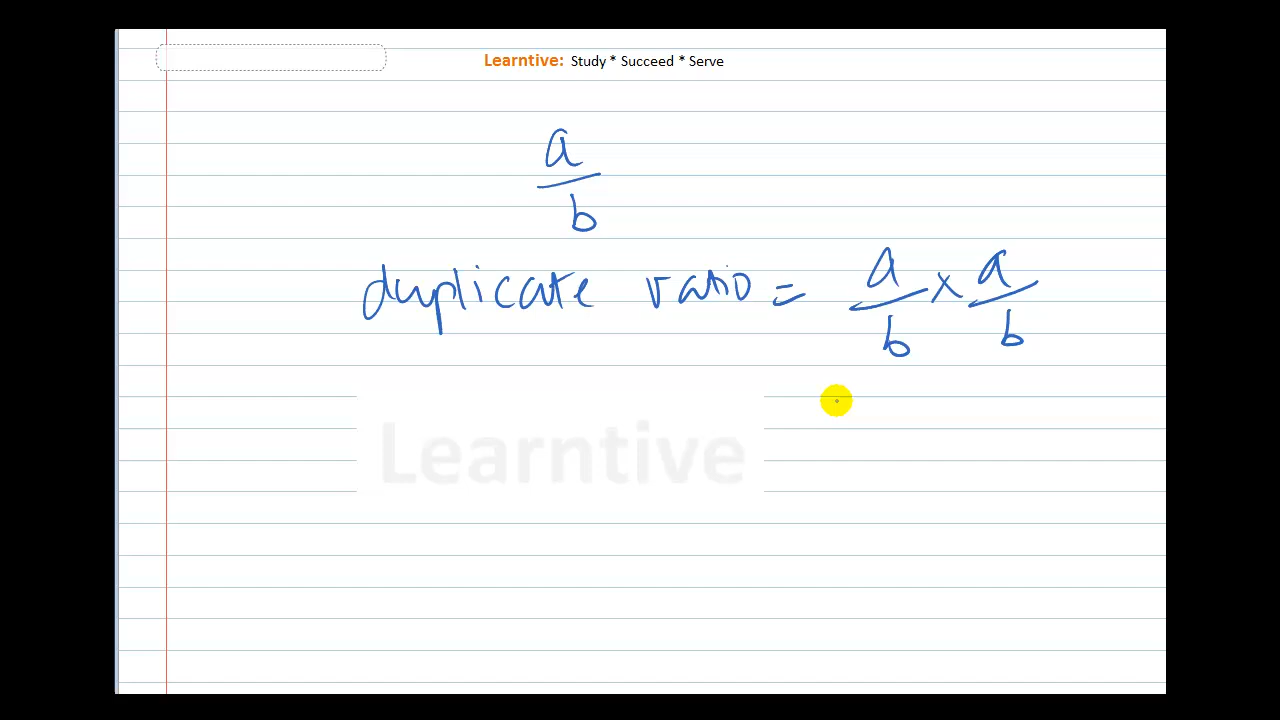 Learntive: Study * Succeed * Serve
a
b
duplicate ratio = a/b × a/b
Learntive